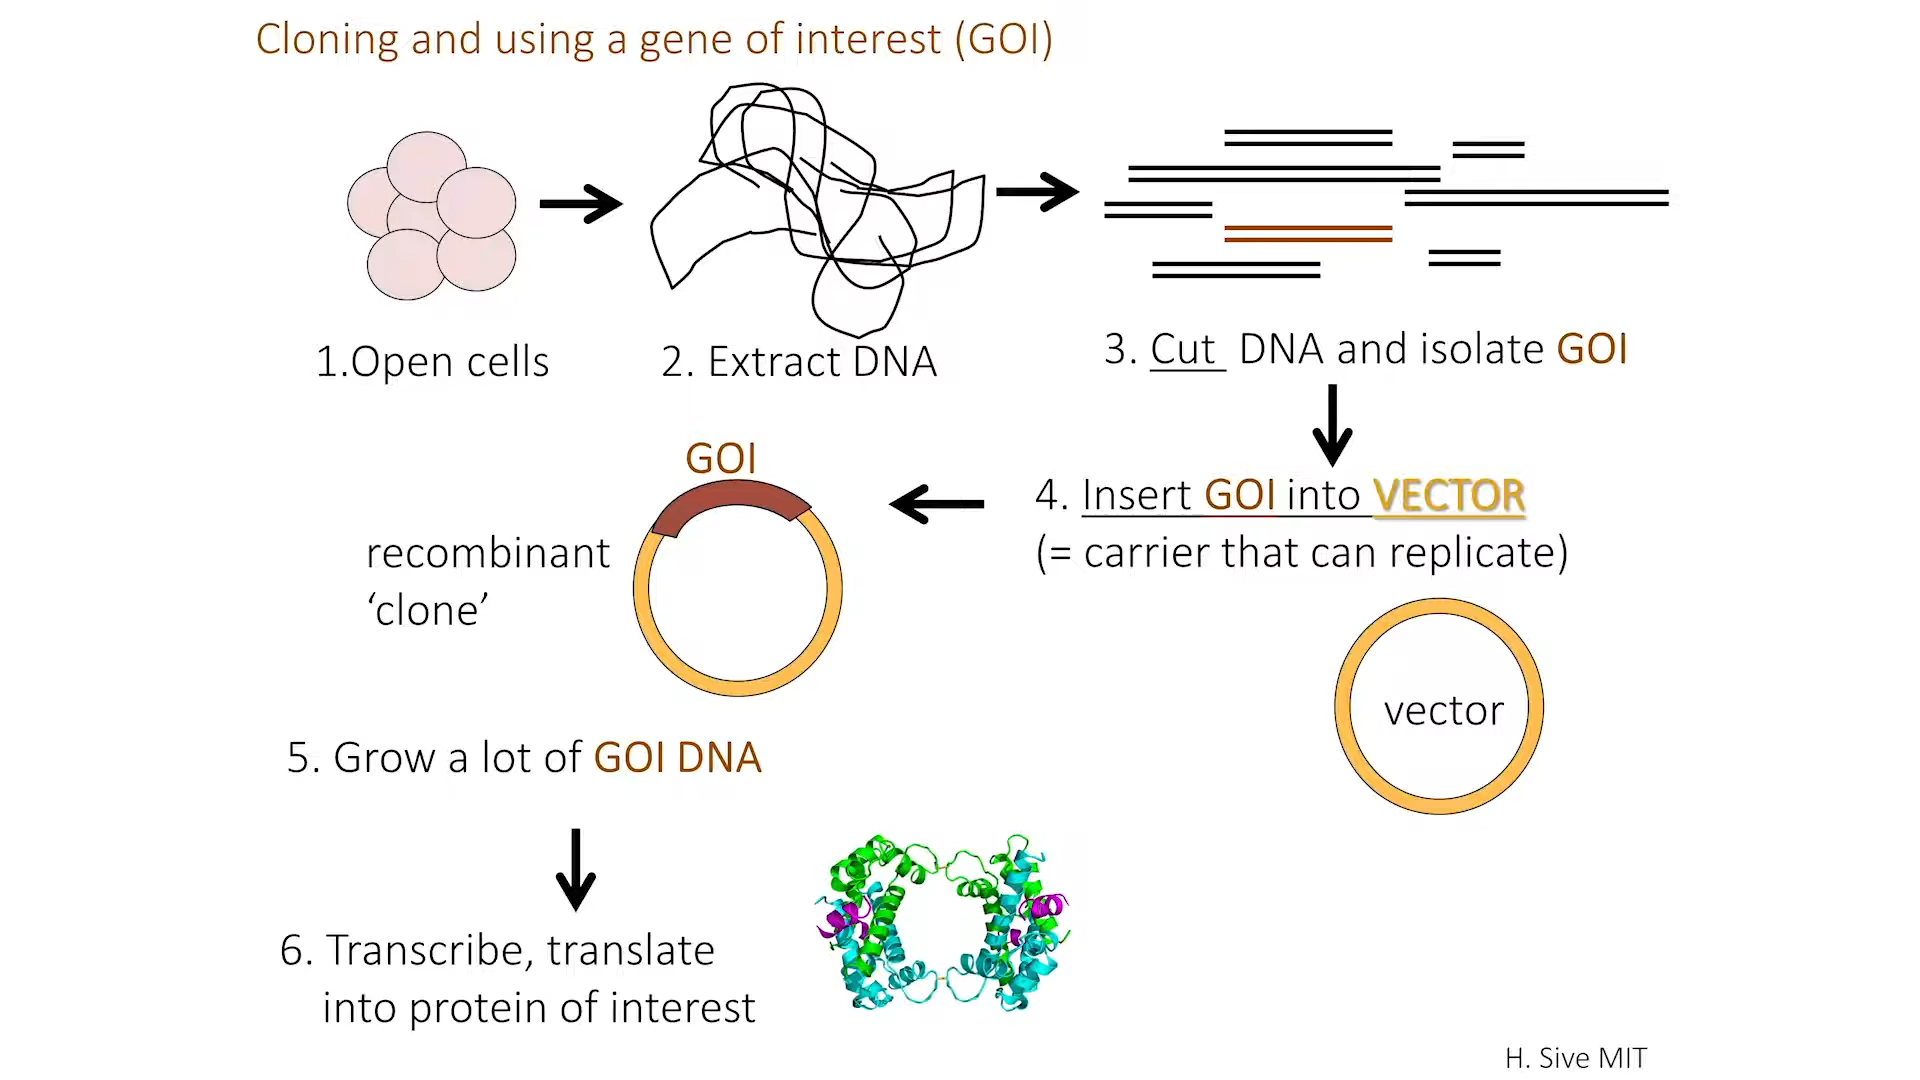 Cloning and using a gene of interest (GOI)
1.Open cells
2. Extract DNA
3. Cut DNA and isolate GOI
4. Insert GOI into VECTOR
(= carrier that can replicate)
vector
GOI
recombinant
‘clone’
5. Grow a lot of GOI DNA
6. Transcribe, translate
into protein of interest
H. Sive MIT